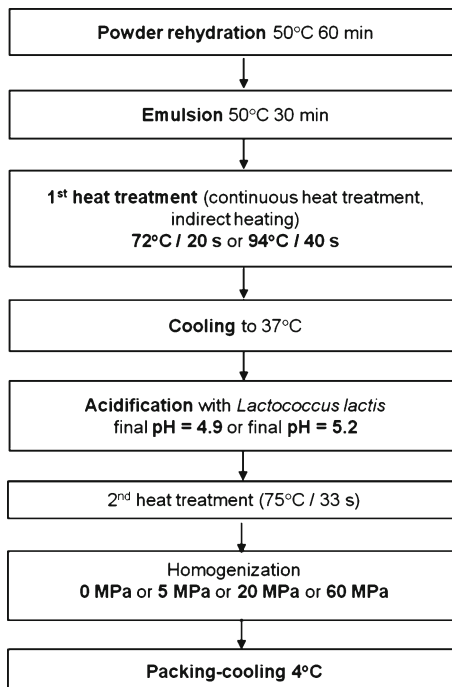 Powder rehydration 50°C 60 min
Emulsion 50°C 30 min
1st heat treatment (continuous heat treatment,
indirect heating)
72°C / 20 s or 94°C / 40 s
Cooling to 37°C
Acidification with Lactococcus lactis
final pH = 4.9 or final pH = 5.2
2nd heat treatment (75°C / 33 s)
Homogenization
0 MPa or 5 MPa or 20 MPa or 60 MPa
Packing-cooling 4°C